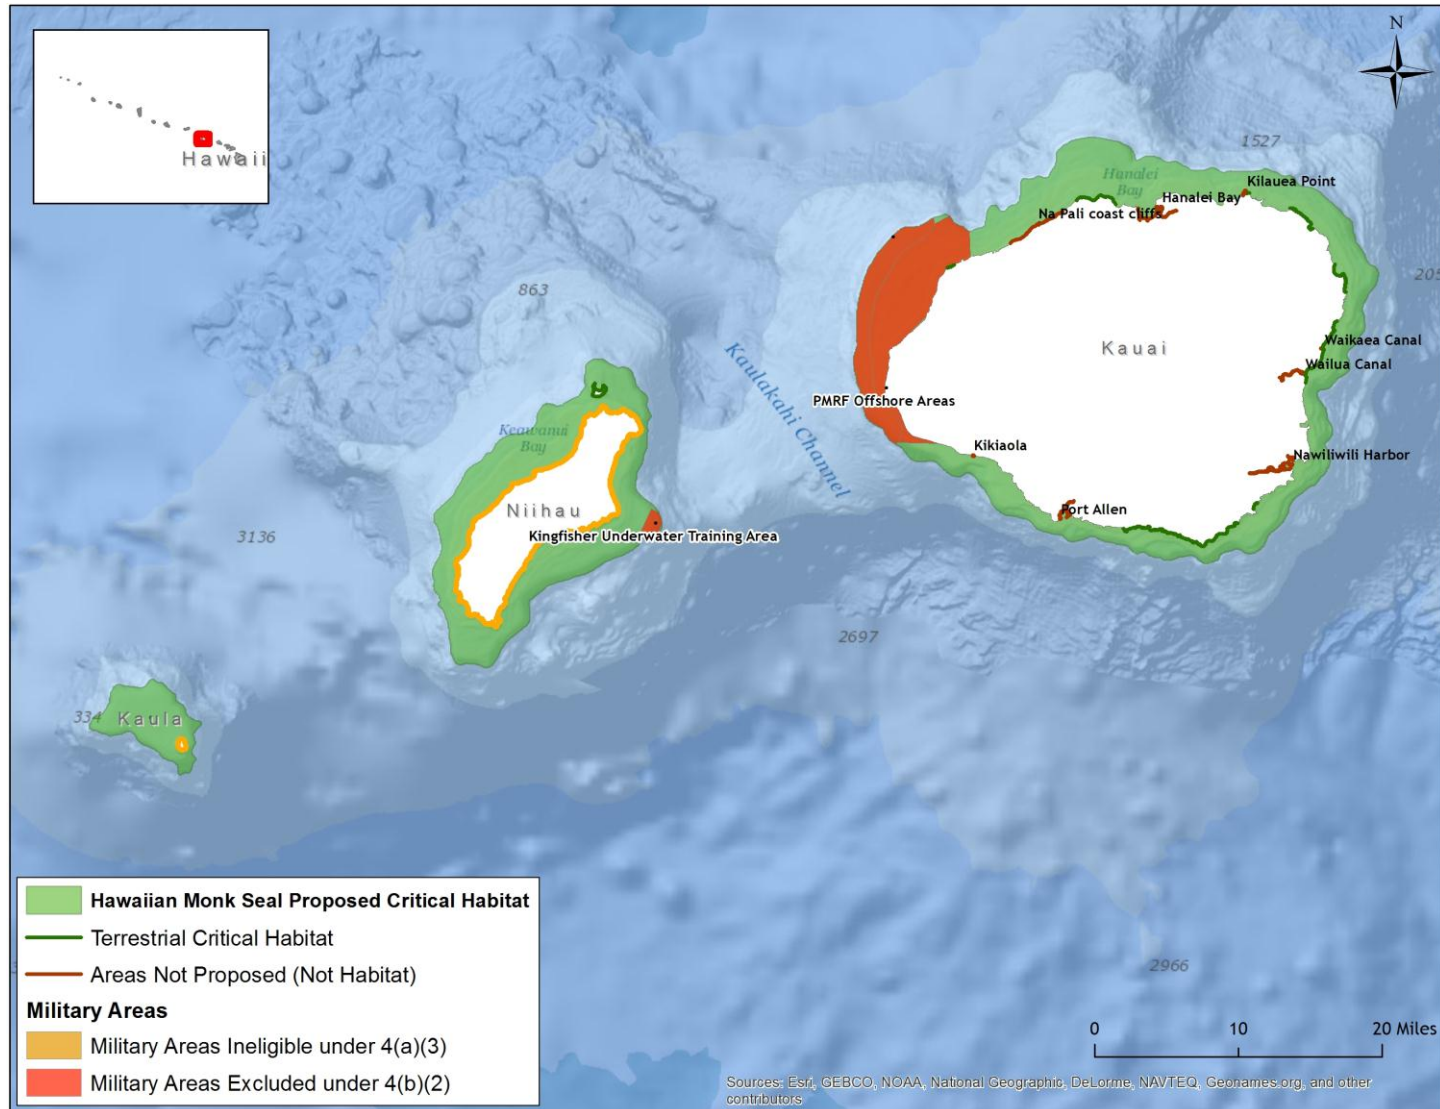 N
Hawaii
1527
Hanalei
Bay
Kilauea Point
Hanalei Bay
Na Pali coast cliffs
863
Kauai
Waikaea Canal
Wailua Canal
Kaulakahi Channel
PMRF Offshore Areas
Keawanui
Bay
Kikiaola
Nawiliwili Harbor
Niihau
Port Allen
Kingfisher Underwater Training Area
3136
2697
334
Kaula
Hawaiian Monk Seal Proposed Critical Habitat
Terrestrial Critical Habitat
Areas Not Proposed (Not Habitat)
Military Areas
Military Areas Ineligible under 4(a)(3)
Military Areas Excluded under 4(b)(2)
2966
0 10 20 Miles
Sources: Esri, GEBCO, NOAA, National Geographic, DeLorme, NAVTEQ, Geonames.org, and other
contributors